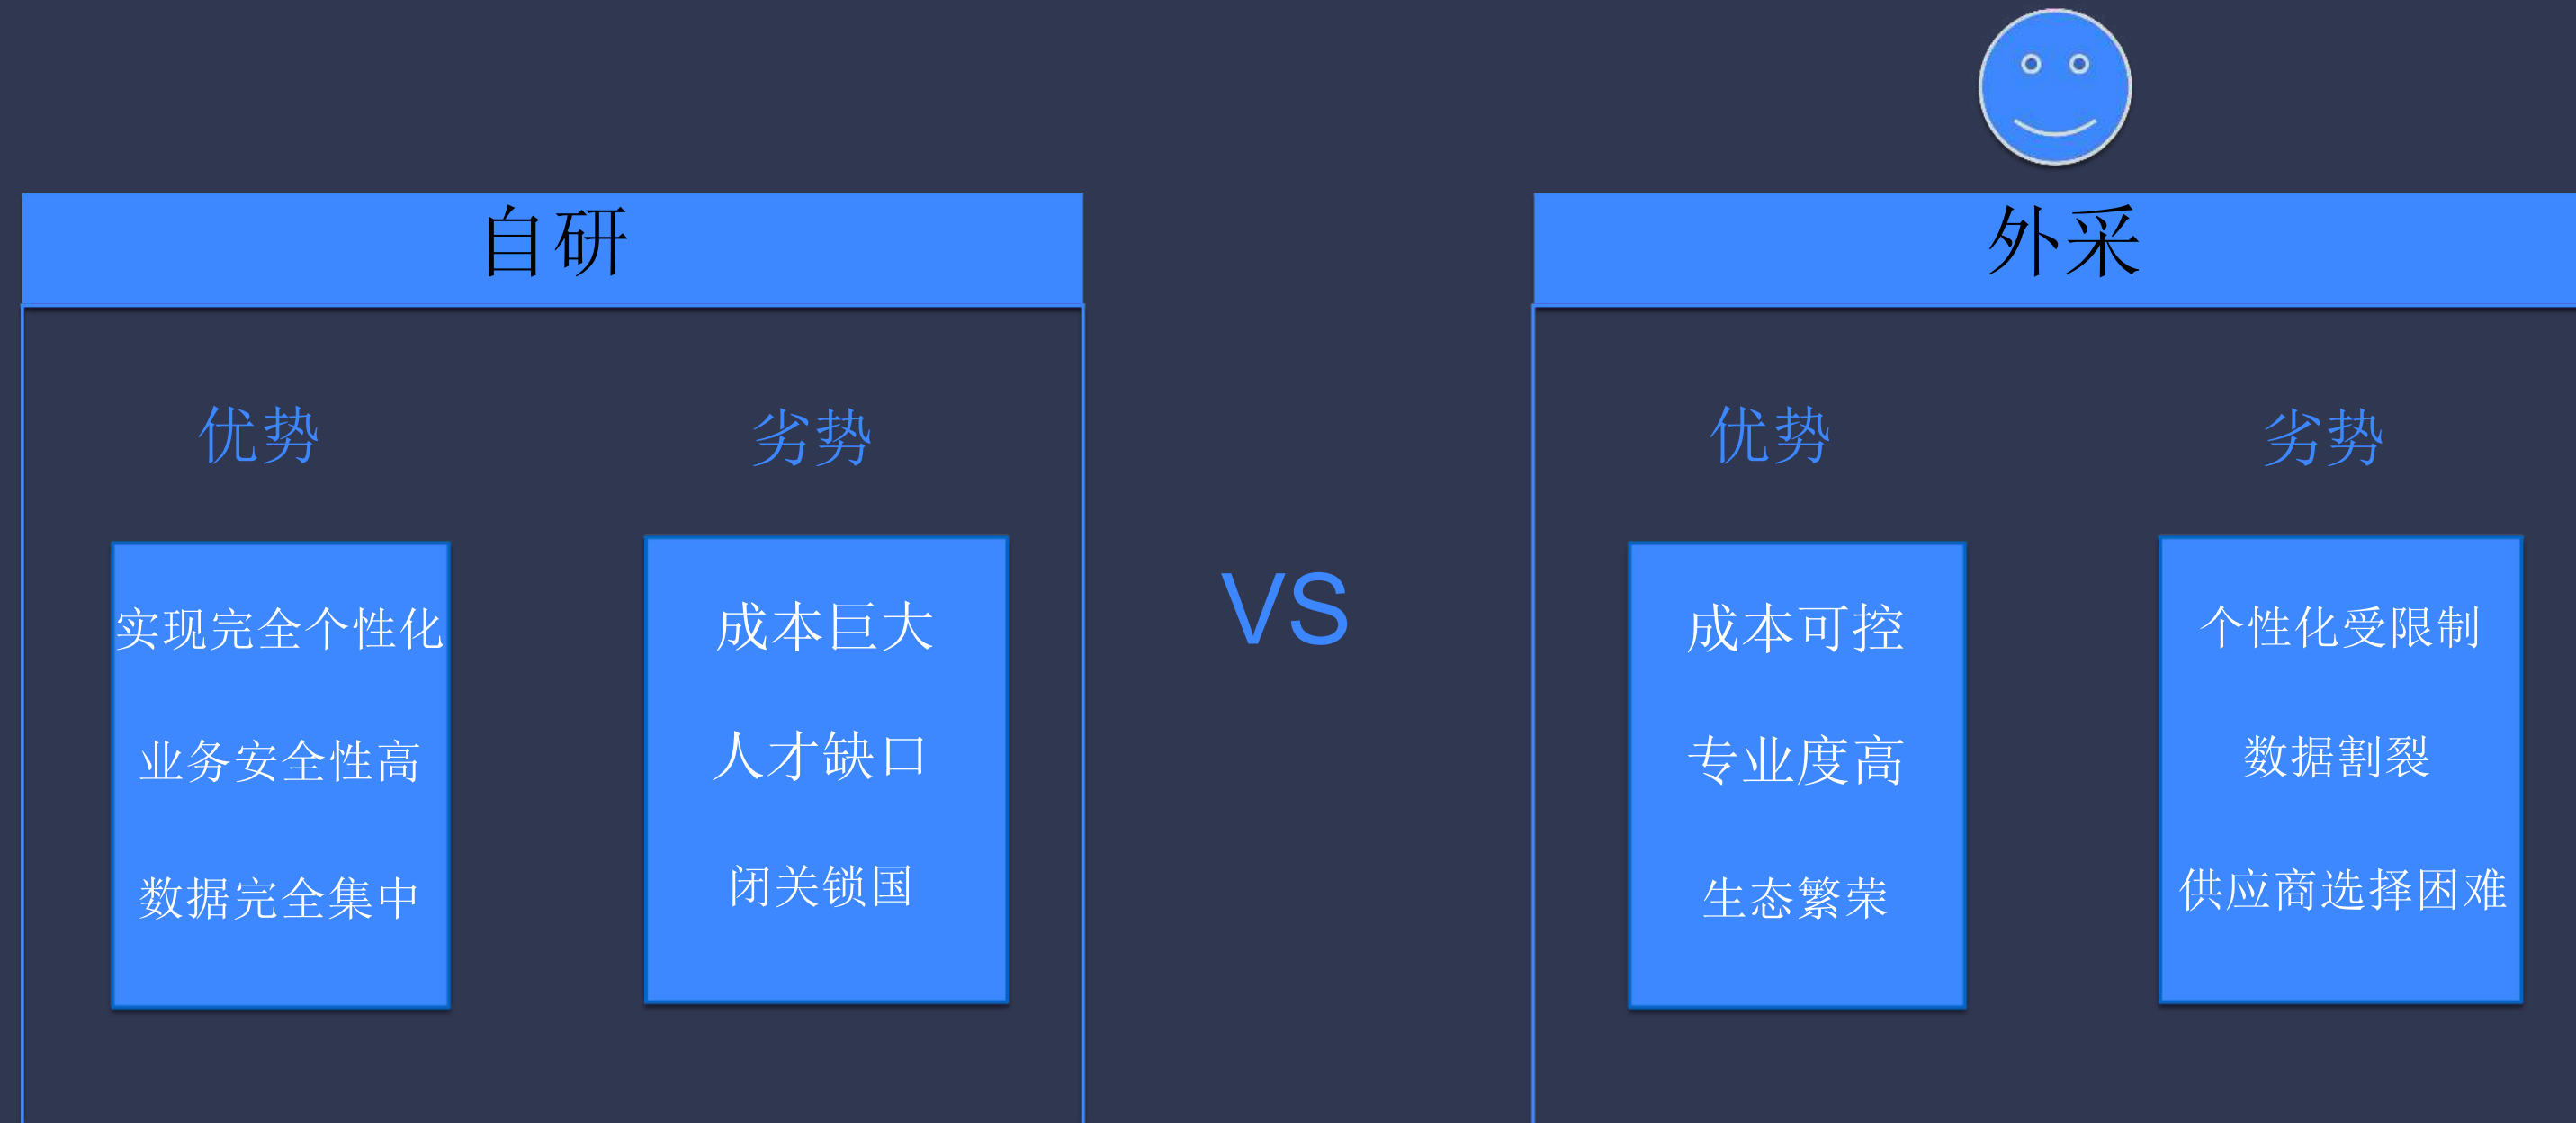 自研
优势
实现完全个性化
业务安全性高
数据完全集中
劣势
成本巨大
人才缺口
闭关锁国
VS
外采
优势
成本可控
专业度高
生态繁荣
劣势
个性化受限制
数据割裂
供应商选择困难